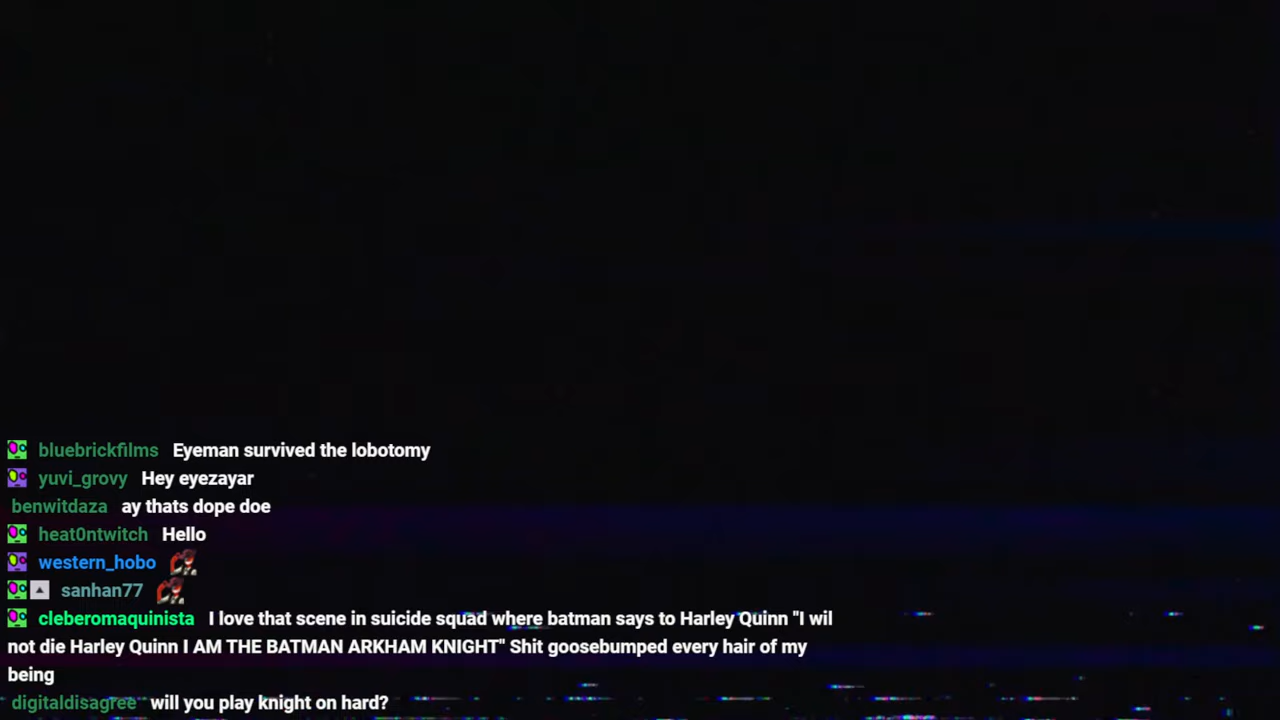 bluebrickfilms Eyeman survived the lobotomy
yuvi_grovy Hey eyezayar
benwitdaza ay thats dope doe
heat0ntwitch Hello
western_hobo
sanhan77
cleberomaquinista I love that scene in suicide squad where batman says to Harley Quinn "I wil
not die Harley Quinn I AM THE BATMAN ARKHAM KNIGHT" Shit goosebumped every hair of my
being
digitaldisagree will you play knight on hard?